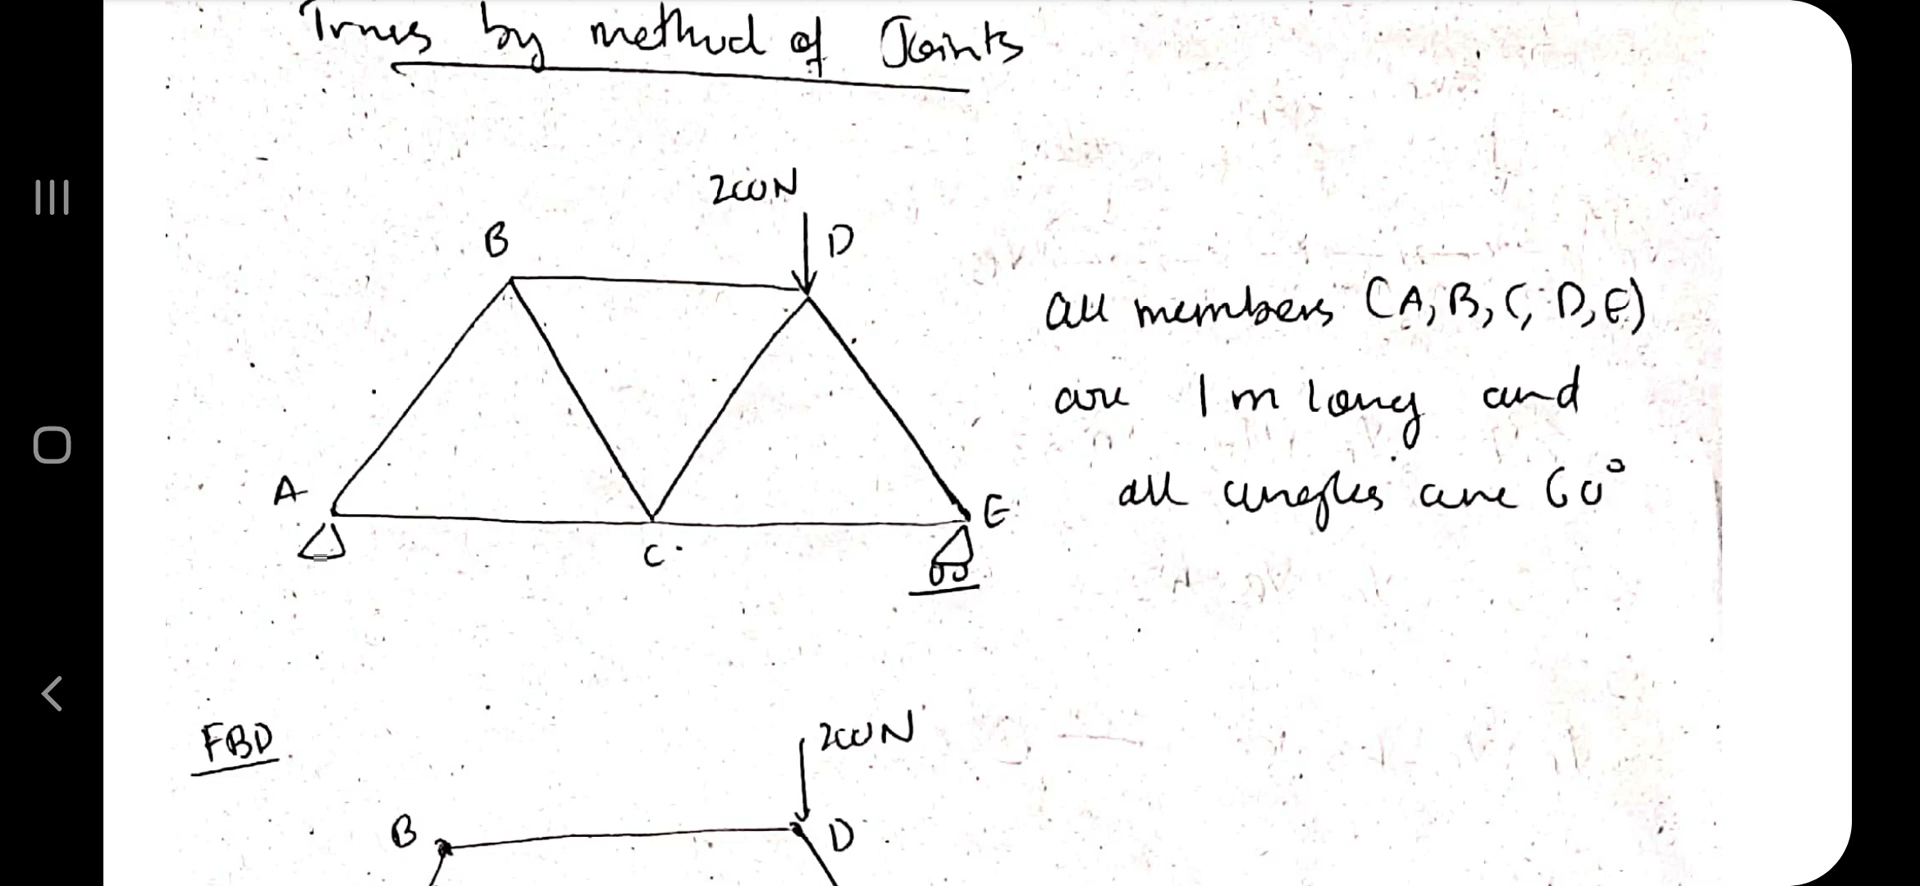 Truss by method of Joints
200N
B
D
all members (A, B, C, D, E)
are 1m long and
A
E
all angles are 60°
C
FBD
200N
B
D